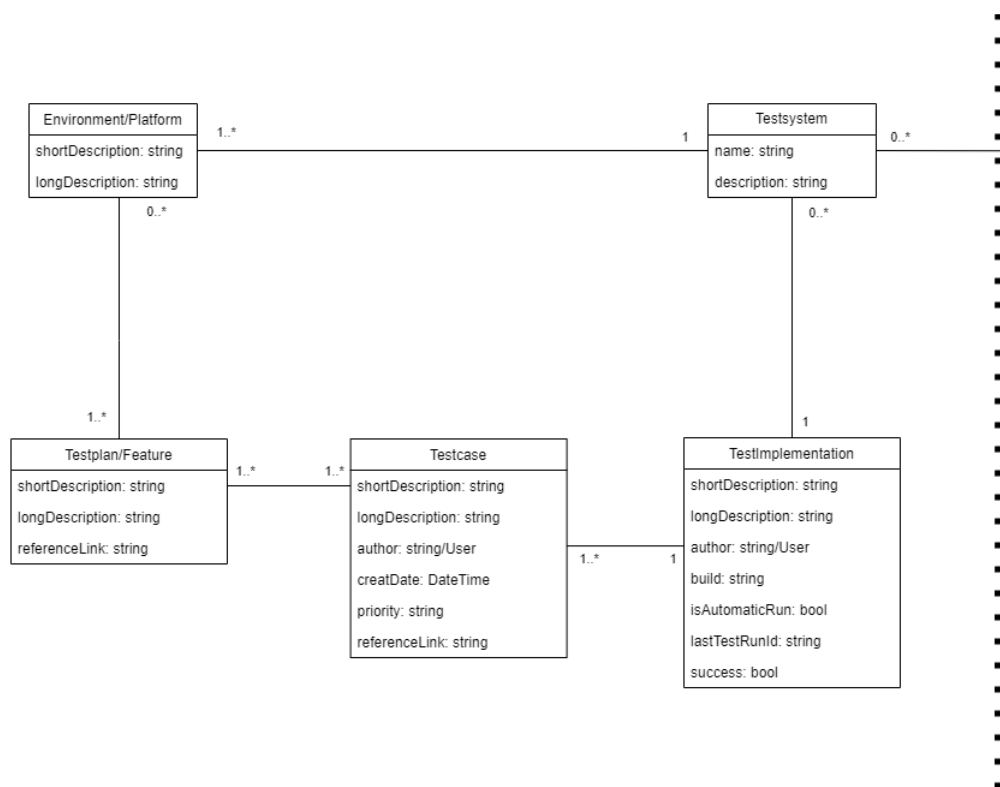 Environment/Platform
shortDescription: string
longDescription: string
1..*
1
Testsystem
name: string
description: string
0..*
0..*
0..*
1..*
1
Testplan/Feature
shortDescription: string
longDescription: string
referenceLink: string
1..*
1..*
Testcase
shortDescription: string
longDescription: string
author: string/User
creatDate: DateTime
priority: string
referenceLink: string
1..*
1
TestImplementation
shortDescription: string
longDescription: string
author: string/User
build: string
isAutomaticRun: bool
lastTestRunId: string
success: bool